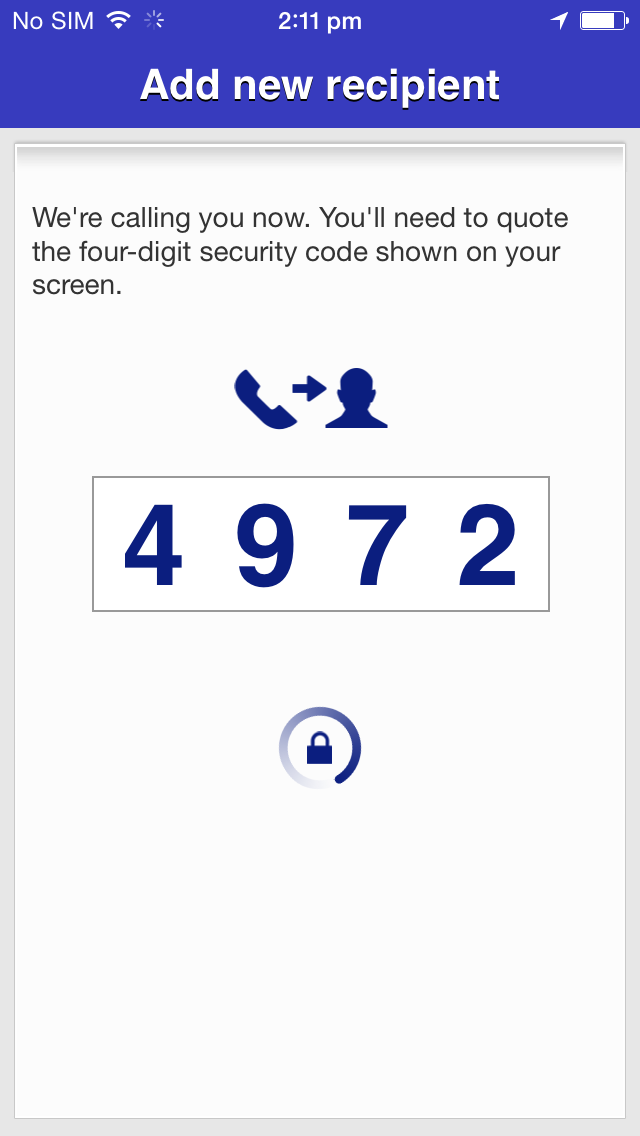 No SIM 2:11 pm
Add new recipient
We're calling you now. You'll need to quote
the four-digit security code shown on your
screen.
4 9 7 2